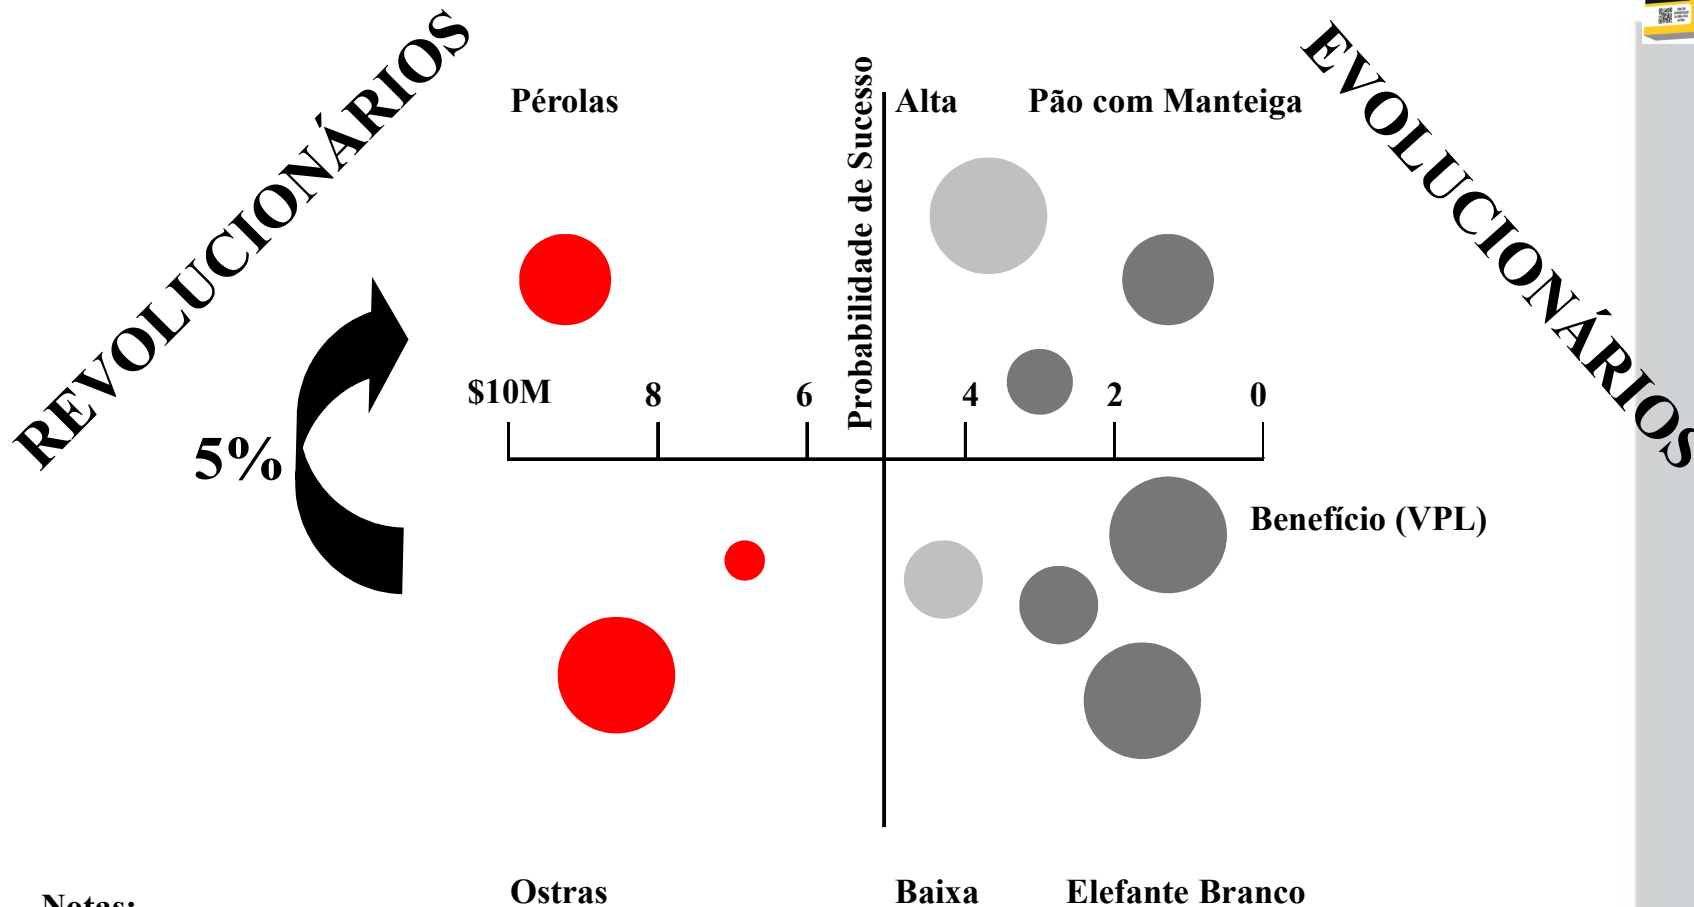 REVOLUCIONÁRIOS
EVOLUCIONÁRIOS
Pérolas
Alta
Pão com Manteiga
Probabilidade de Sucesso
$10M
8
6
4
2
0
5%
Benefício (VPL)
Ostras
Baixa
Elefante Branco
Notas: